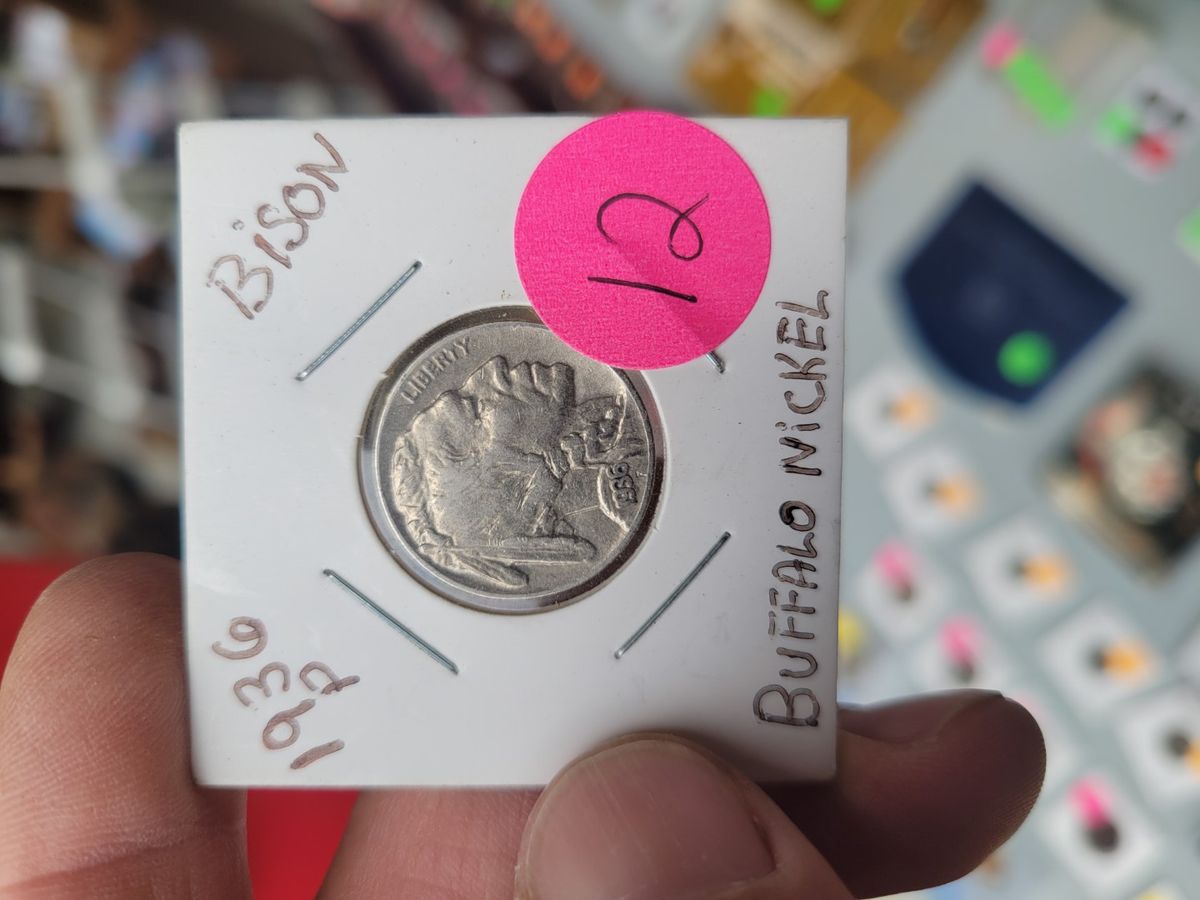 BiSON
12
LIBERTY
1936
F
BUFFALO NiCKEL
1936